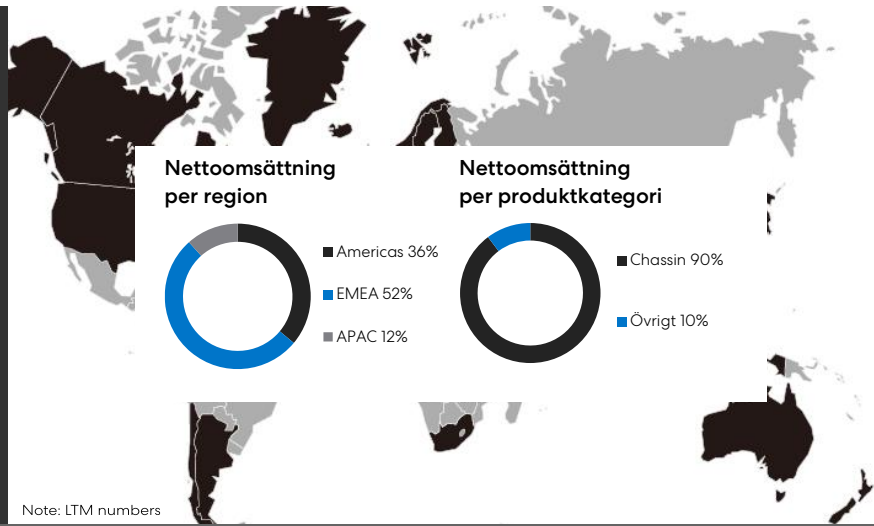 Nettoomsättning
per region
Americas 36%
EMEA 52%
APAC 12%
Nettoomsättning
per produktkategori
Chassin 90%
Övrigt 10%
Note: LTM numbers